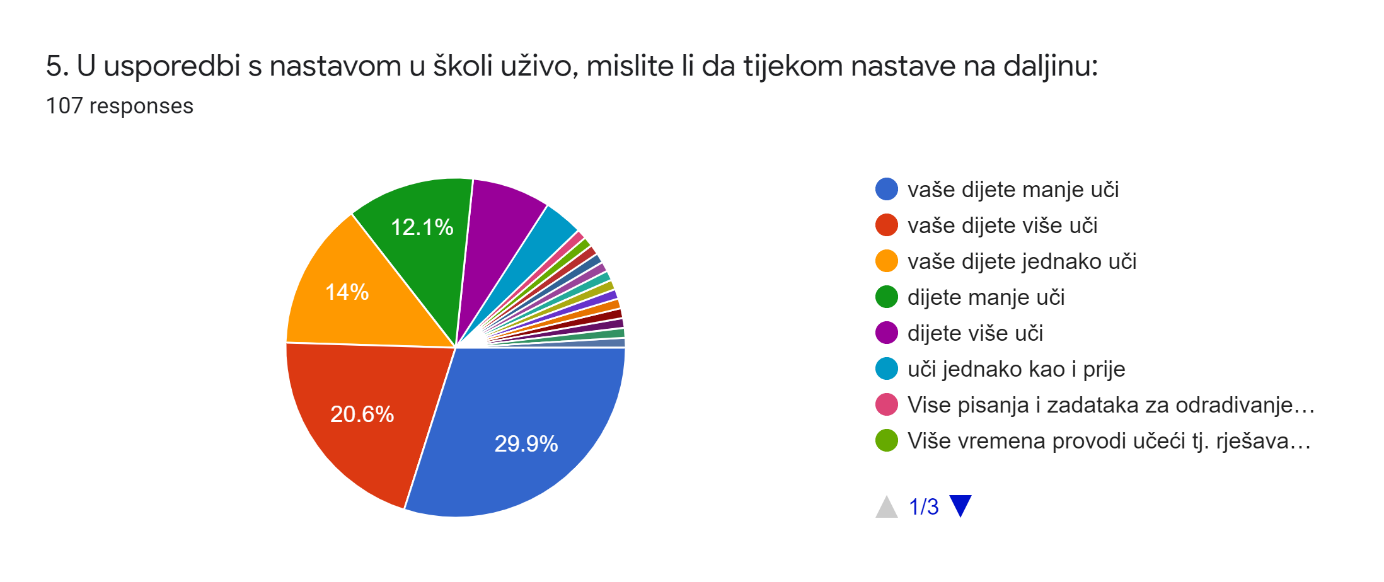 5. U usporedbi s nastavom u školi uživo, mislite li da tijekom nastave na daljinu:
107 responses
12.1%
14%
20.6%
29.9%
vaše dijete manje uči
vaše dijete više uči
vaše dijete jednako uči
dijete manje uči
dijete više uči
uči jednako kao i prije
Vise pisanja i zadataka za odradivanje…
Više vremena provodi učeći tj. rješava…
1/3